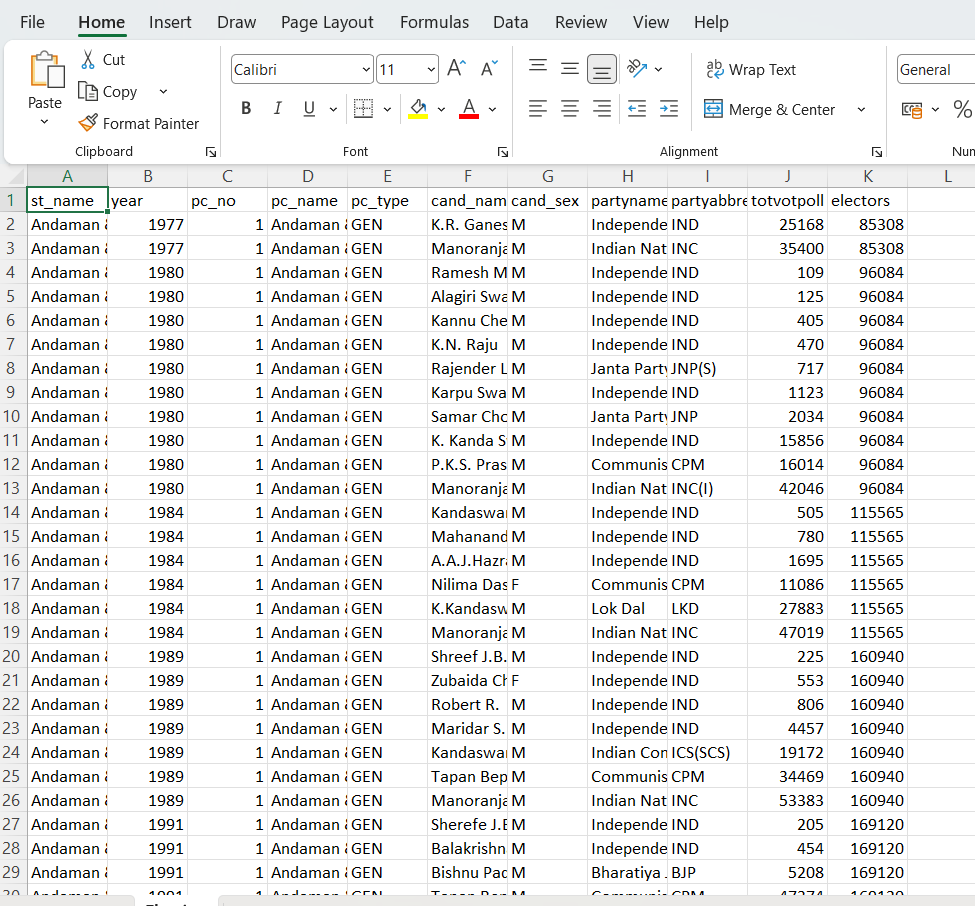 File Home Insert Draw Page Layout Formulas Data Review View Help
Paste
Cut
Copy
Format Painter
Clipboard
Calibri 11
B I U
Font
Wrap Text
Merge & Center
Alignment
General
%
Num
A B C D E F G H I J K L
1 st_name year pc_no pc_name pc_type cand_nam cand_sex partyname partyabbre totvotpoll electors
2 Andaman & 1977 1 Andaman & GEN K.R. Ganes M Independe IND 25168 85308
3 Andaman & 1977 1 Andaman & GEN Manoranja M Indian Nat INC 35400 85308
4 Andaman & 1980 1 Andaman & GEN Ramesh M M Independe IND 109 96084
5 Andaman & 1980 1 Andaman & GEN Alagiri Swa M Independe IND 125 96084
6 Andaman & 1980 1 Andaman & GEN Kannu Che M Independe IND 405 96084
7 Andaman & 1980 1 Andaman & GEN K.N. Raju M Independe IND 470 96084
8 Andaman & 1980 1 Andaman & GEN Rajender L M Janta Party JNP(S) 717 96084
9 Andaman & 1980 1 Andaman & GEN Karpu Swa M Independe IND 1123 96084
10 Andaman & 1980 1 Andaman & GEN Samar Cho M Janta Party JNP 2034 96084
11 Andaman & 1980 1 Andaman & GEN K. Kanda S M Independe IND 15856 96084
12 Andaman & 1980 1 Andaman & GEN P.K.S. Pras M Communis CPM 16014 96084
13 Andaman & 1980 1 Andaman & GEN Manoranja M Indian Nat INC(I) 42046 96084
14 Andaman & 1984 1 Andaman & GEN Kandaswa M Independe IND 505 115565
15 Andaman & 1984 1 Andaman & GEN Mahanand M Independe IND 780 115565
16 Andaman & 1984 1 Andaman & GEN A.A.J.Hazra M Independe IND 1695 115565
17 Andaman & 1984 1 Andaman & GEN Nilima Das F Communis CPM 11086 115565
18 Andaman & 1984 1 Andaman & GEN K.Kandasw M Lok Dal LKD 27883 115565
19 Andaman & 1984 1 Andaman & GEN Manoranja M Indian Nat INC 47019 115565
20 Andaman & 1989 1 Andaman & GEN Shreef J.B. M Independe IND 225 160940
21 Andaman & 1989 1 Andaman & GEN Zubaida Ch F Independe IND 553 160940
22 Andaman & 1989 1 Andaman & GEN Robert R. M Independe IND 806 160940
23 Andaman & 1989 1 Andaman & GEN Maridar S. M Independe IND 4457 160940
24 Andaman & 1989 1 Andaman & GEN Kandaswa M Indian Con ICS(SCS) 19172 160940
25 Andaman & 1989 1 Andaman & GEN Tapan Bep M Communis CPM 34469 160940
26 Andaman & 1989 1 Andaman & GEN Manoranja M Indian Nat INC 53383 160940
27 Andaman & 1991 1 Andaman & GEN Sherefe J.B M Independe IND 205 169120
28 Andaman & 1991 1 Andaman & GEN Balakrishn M Independe IND 454 169120
29 Andaman & 1991 1 Andaman & GEN Bishnu Pad M Bharatiya BJP 5208 169120